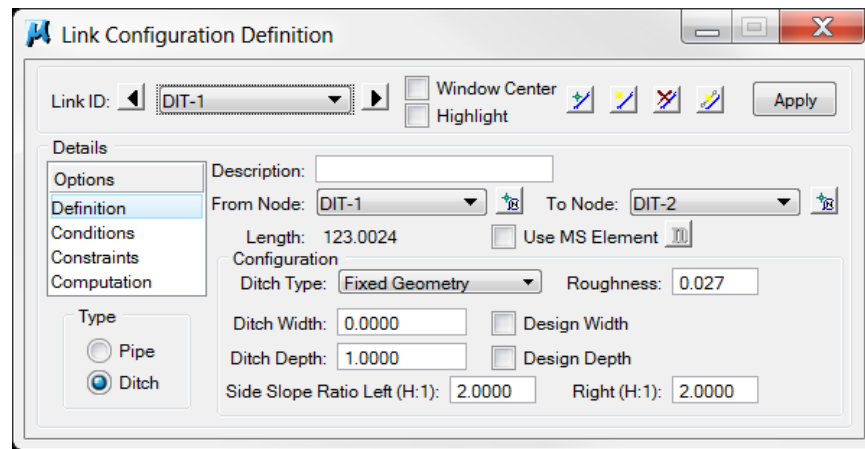 Link Configuration Definition
Link ID: DIT-1 Window Center Apply
Highlight
Details
Options Description:
Definition From Node: DIT-1 To Node: DIT-2
Conditions Length: 123.0024 Use MS Element
Constraints Configuration
Computation Ditch Type: Fixed Geometry Roughness: 0.027
Type Ditch Width: 0.0000 Design Width
Pipe Ditch Depth: 1.0000 Design Depth
Ditch Side Slope Ratio Left (H:1): 2.0000 Right (H:1): 2.0000